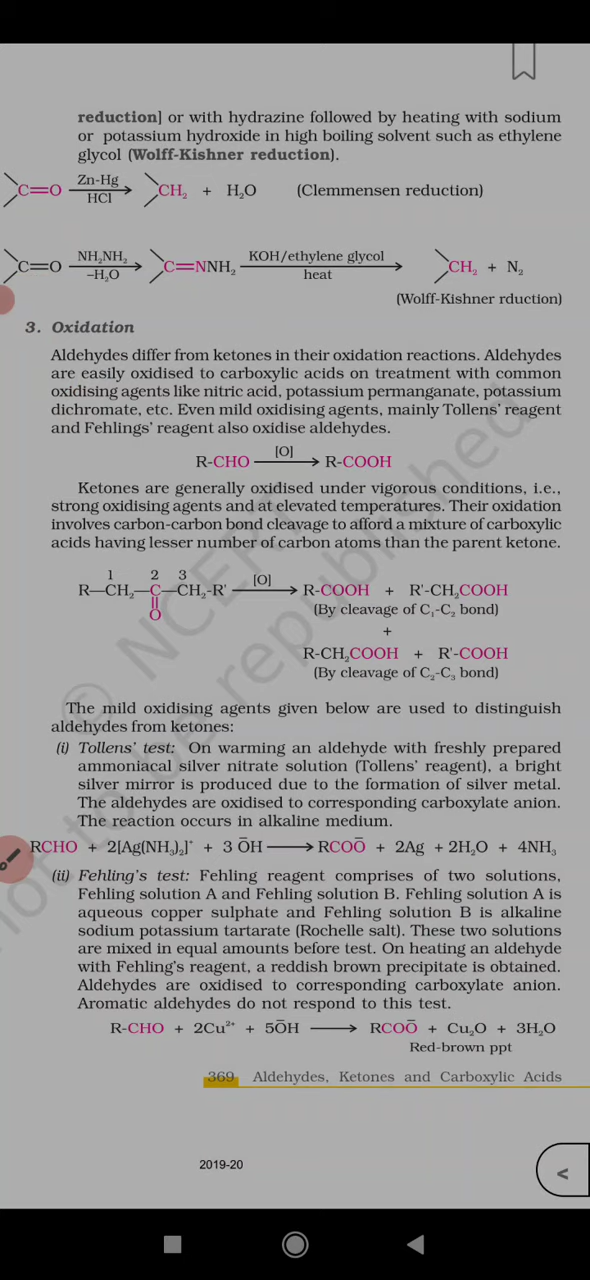 reduction] or with hydrazine followed by heating with sodium
or potassium hydroxide in high boiling solvent such as ethylene
glycol (Wolff-Kishner reduction).
>C=O —Zn-Hg/HCl→ >CH₂ + H₂O (Clemmensen reduction)
>C=O —NH₂NH₂/–H₂O→ >C=NNH₂ —KOH/ethylene glycol/heat→ >CH₂ + N₂
(Wolff-Kishner rduction)
3. Oxidation
Aldehydes differ from ketones in their oxidation reactions. Aldehydes
are easily oxidised to carboxylic acids on treatment with common
oxidising agents like nitric acid, potassium permanganate, potassium
dichromate, etc. Even mild oxidising agents, mainly Tollens' reagent
and Fehlings' reagent also oxidise aldehydes.
R-CHO —[O]→ R-COOH
Ketones are generally oxidised under vigorous conditions, i.e.,
strong oxidising agents and at elevated temperatures. Their oxidation
involves carbon-carbon bond cleavage to afford a mixture of carboxylic
acids having lesser number of carbon atoms than the parent ketone.
1 2 3
R—CH₂—C—CH₂-R' —[O]→ R-COOH + R'-CH₂COOH
O (By cleavage of C₁-C₂ bond)
+
R-CH₂COOH + R'-COOH
(By cleavage of C₂-C₃ bond)
The mild oxidising agents given below are used to distinguish
aldehydes from ketones:
(i) Tollens' test: On warming an aldehyde with freshly prepared
ammoniacal silver nitrate solution (Tollens' reagent), a bright
silver mirror is produced due to the formation of silver metal.
The aldehydes are oxidised to corresponding carboxylate anion.
The reaction occurs in alkaline medium.
RCHO + 2[Ag(NH₃)₂]⁺ + 3 ŌH ⟶ RCOŌ + 2Ag + 2H₂O + 4NH₃
(ii) Fehling's test: Fehling reagent comprises of two solutions,
Fehling solution A and Fehling solution B. Fehling solution A is
aqueous copper sulphate and Fehling solution B is alkaline
sodium potassium tartarate (Rochelle salt). These two solutions
are mixed in equal amounts before test. On heating an aldehyde
with Fehling's reagent, a reddish brown precipitate is obtained.
Aldehydes are oxidised to corresponding carboxylate anion.
Aromatic aldehydes do not respond to this test.
R-CHO + 2Cu²⁺ + 5ŌH ⟶ RCOŌ + Cu₂O + 3H₂O
Red-brown ppt
369 Aldehydes, Ketones and Carboxylic Acids
2019-20
© NCERT
not to be republished